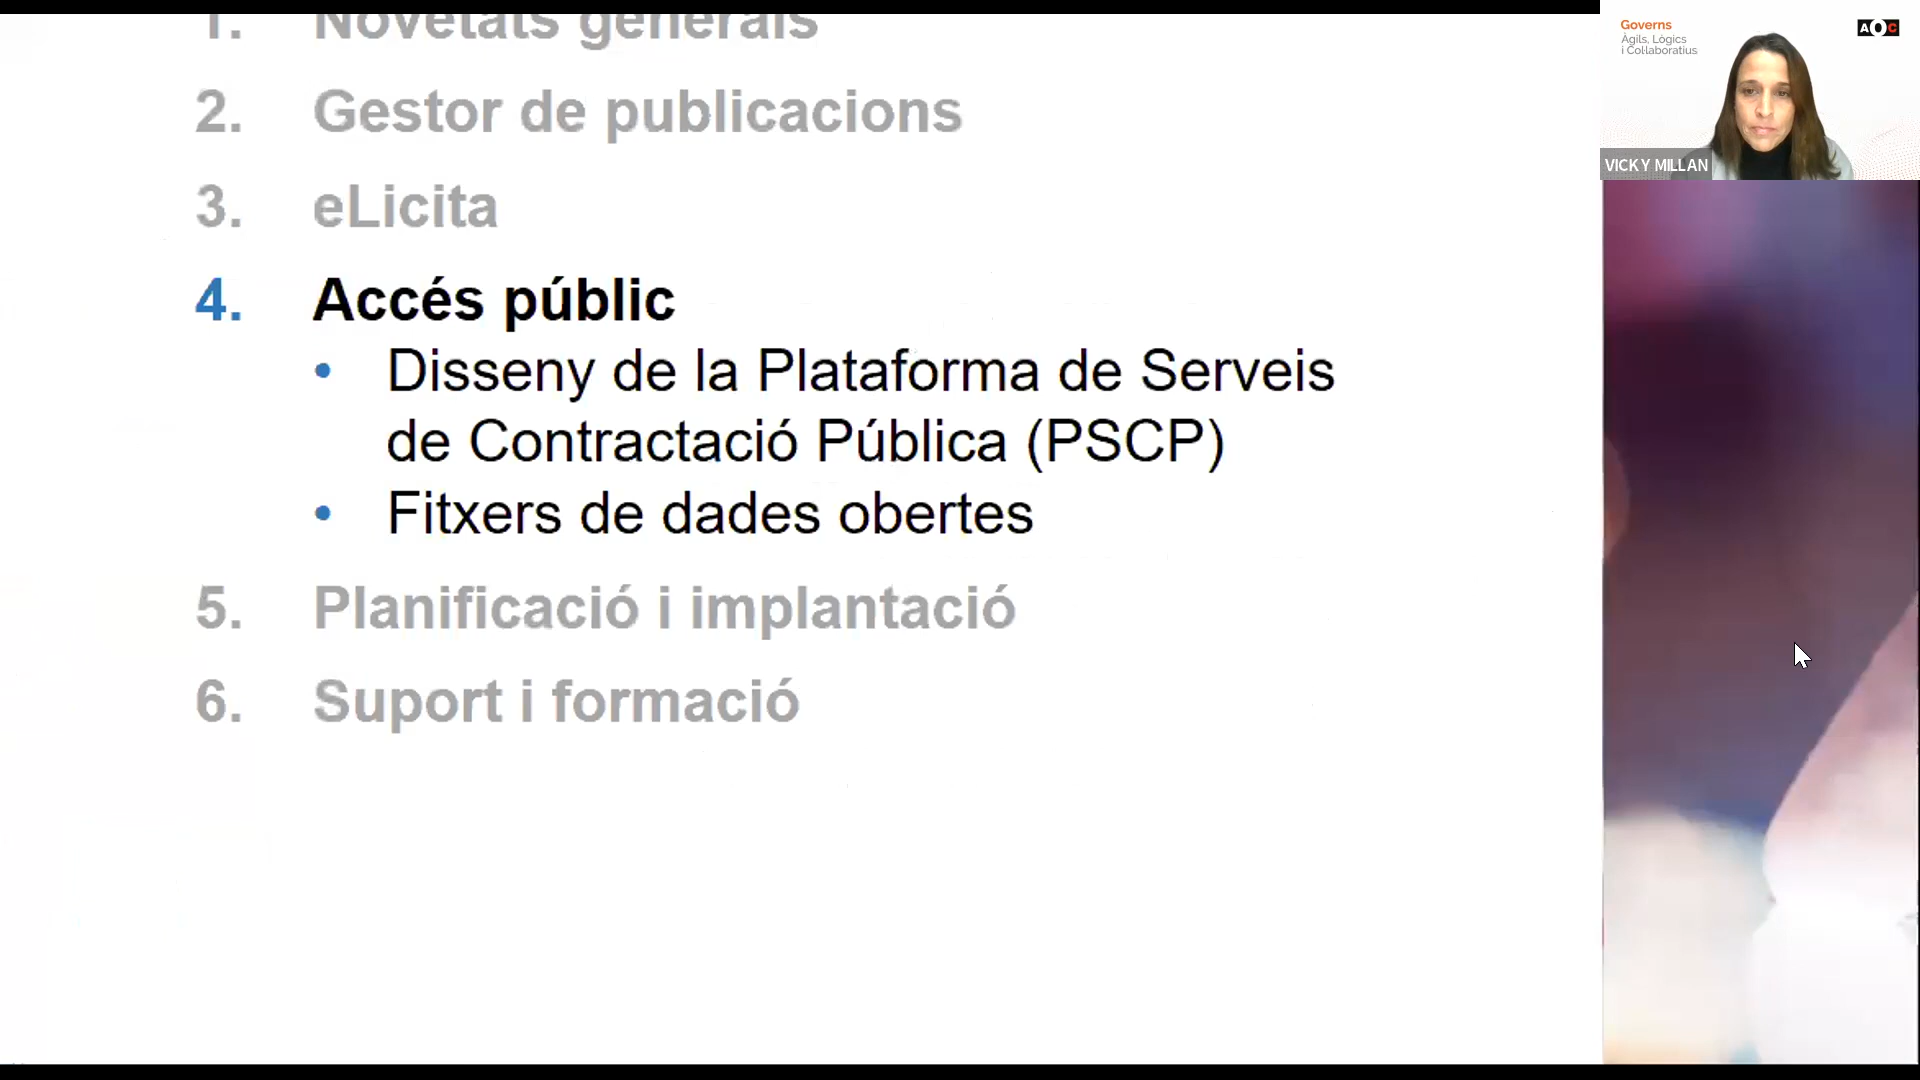 1. Novetats generals
2. Gestor de publicacions
3. eLicita
4. Accés públic
• Disseny de la Plataforma de Serveis
de Contractació Pública (PSCP)
• Fitxers de dades obertes
5. Planificació i implantació
6. Suport i formació
Governs
Àgils, Lògics
i Col·laboratius
AOC
VICKY MILLAN